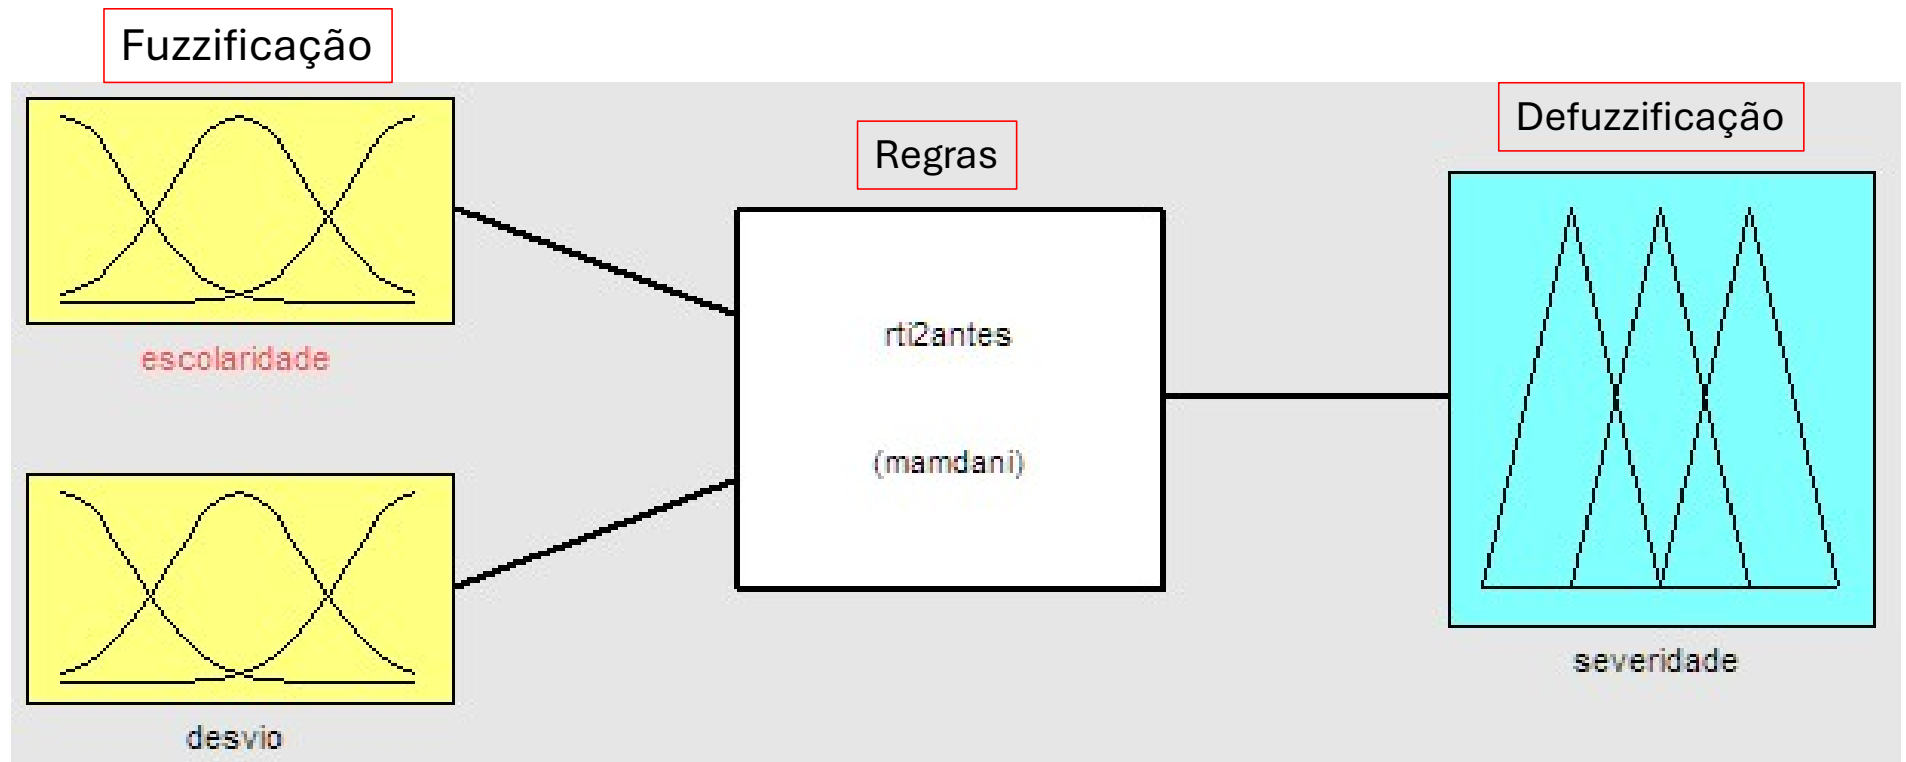 Fuzzificação
Regras
Defuzzificação
escolaridade
desvio
rti2antes
(mamdani)
severidade